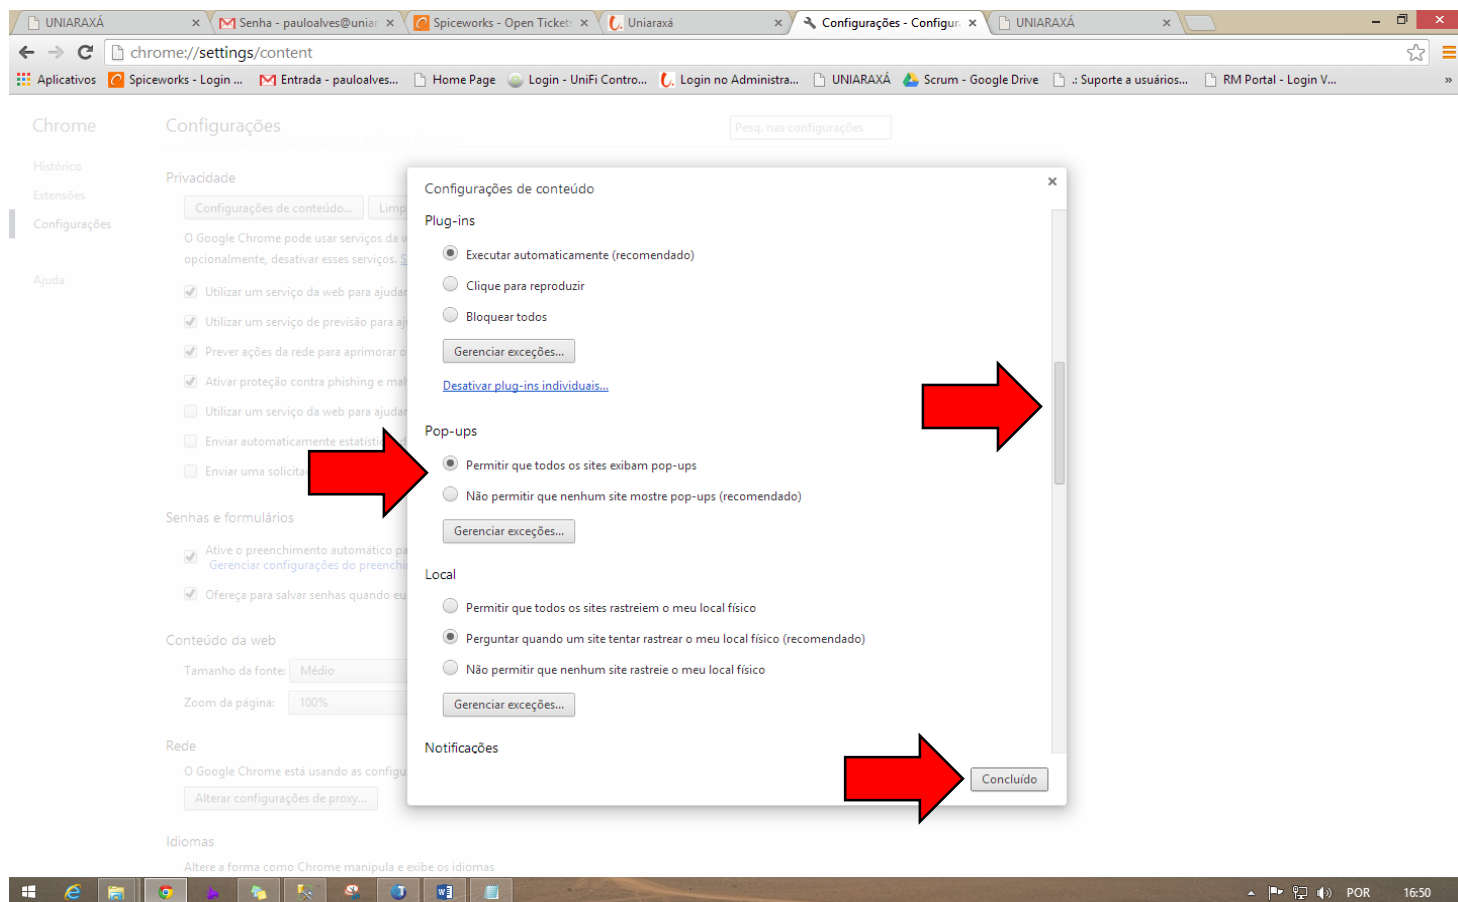 UNIARAXÁ
Senha - pauloalves@uniar
Spiceworks - Open Ticket
Uniaraxá
Configurações - Configur
UNIARAXÁ
chrome://settings/content
Aplicativos
Spiceworks - Login ...
Entrada - pauloalves...
Home Page
Login - UniFi Contro...
Login no Administra...
UNIARAXÁ
Scrum - Google Drive
.: Suporte a usuários...
RM Portal - Login V...
»
Chrome
Configurações
Pesq. nas configurações
Histórico
Extensões
Configurações
Ajuda
Privacidade
Configurações de conteúdo...
Limp
O Google Chrome pode usar serviços da w
opcionalmente, desativar esses serviços. S
Utilizar um serviço da web para ajudar
Utilizar um serviço de previsão para aj
Prever ações da rede para aprimorar o
Ativar proteção contra phishing e mal
Utilizar um serviço da web para ajudar
Enviar automaticamente estatístic
Enviar uma solicita
Senhas e formulários
Ative o preenchimento automático pa
Gerenciar configurações do preenchi
Ofereça para salvar senhas quando eu
Conteúdo da web
Tamanho da fonte: Médio
Zoom da página: 100%
Rede
O Google Chrome está usando as configu
Alterar configurações de proxy...
Idiomas
Altere a forma como Chrome manipula e exibe os idiomas
Configurações de conteúdo
Plug-ins
Executar automaticamente (recomendado)
Clique para reproduzir
Bloquear todos
Gerenciar exceções...
Desativar plug-ins individuais...
Pop-ups
Permitir que todos os sites exibam pop-ups
Não permitir que nenhum site mostre pop-ups (recomendado)
Gerenciar exceções...
Local
Permitir que todos os sites rastreiem o meu local físico
Perguntar quando um site tentar rastrear o meu local físico (recomendado)
Não permitir que nenhum site rastreie o meu local físico
Gerenciar exceções...
Notificações
Concluído
POR
16:50